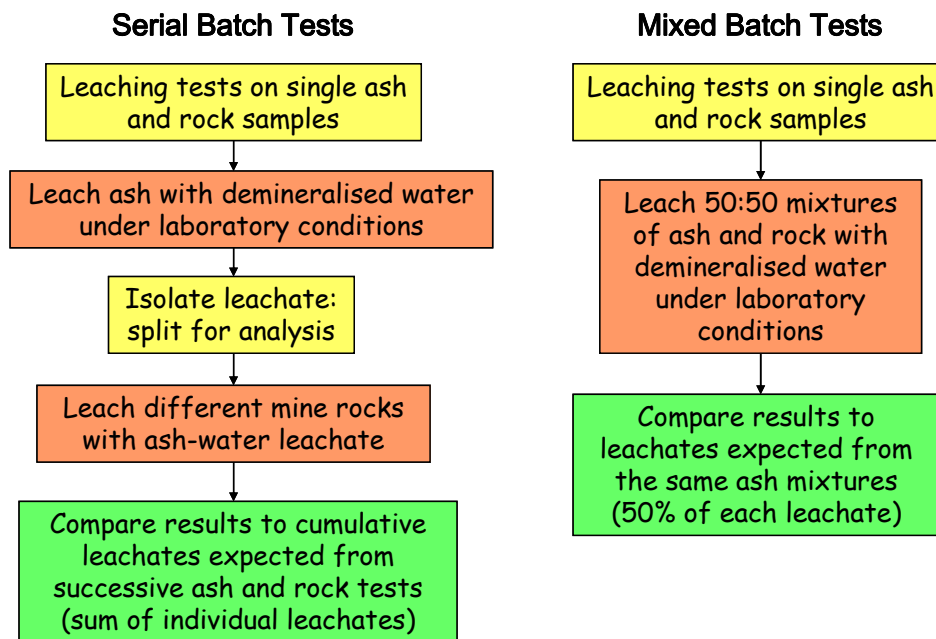 Serial Batch Tests
Leaching tests on single ash
and rock samples
Leach ash with demineralised water
under laboratory conditions
Isolate leachate:
split for analysis
Leach different mine rocks
with ash-water leachate
Compare results to cumulative
leachates expected from
successive ash and rock tests
(sum of individual leachates)
Mixed Batch Tests
Leaching tests on single ash
and rock samples
Leach 50:50 mixtures
of ash and rock with
demineralised water
under laboratory
conditions
Compare results to
leachates expected from
the same ash mixtures
(50% of each leachate)